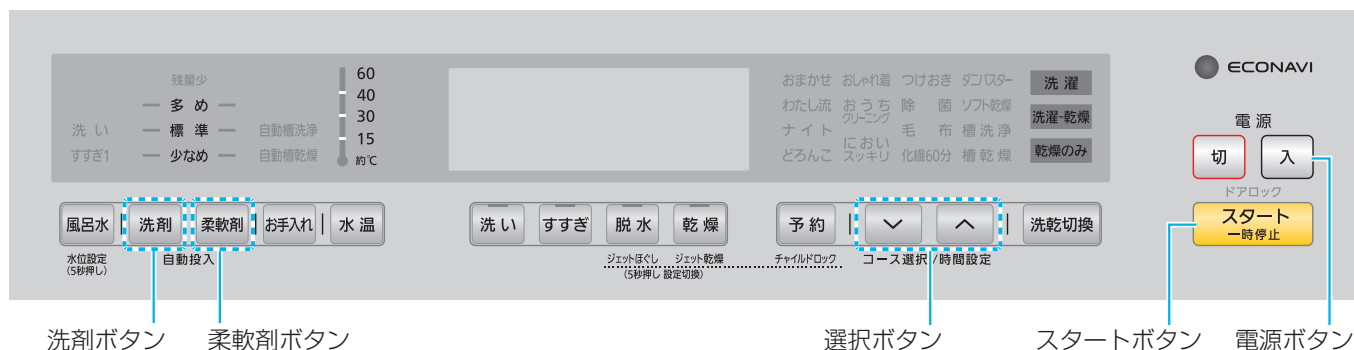 残量少
多 め
洗 い 標 準 自動槽洗浄
すすぎ1 少なめ 自動槽乾燥
60
40
30
15
約℃
おまかせ おしゃれ着 つけおき ダニバスター
わたし流 おうちクリーニング 除 菌 ソフト乾燥
ナイト においスッキリ 毛 布 槽洗浄
どろんこ 化繊60分 槽乾燥
洗 濯
洗濯-乾燥
乾燥のみ
ECONAVI
電 源
切 入
ドアロック
スタート
一時停止
風呂水 洗剤 柔軟剤 お手入れ 水 温
水位設定
(5秒押し)
自動投入
洗 い すすぎ 脱 水 乾 燥
ジェットほぐし ジェット乾燥
(5秒押し 設定切換)
予 約
チャイルドロック
コース選択/時間設定
洗乾切換
洗剤ボタン 柔軟剤ボタン 選択ボタン スタートボタン 電源ボタン